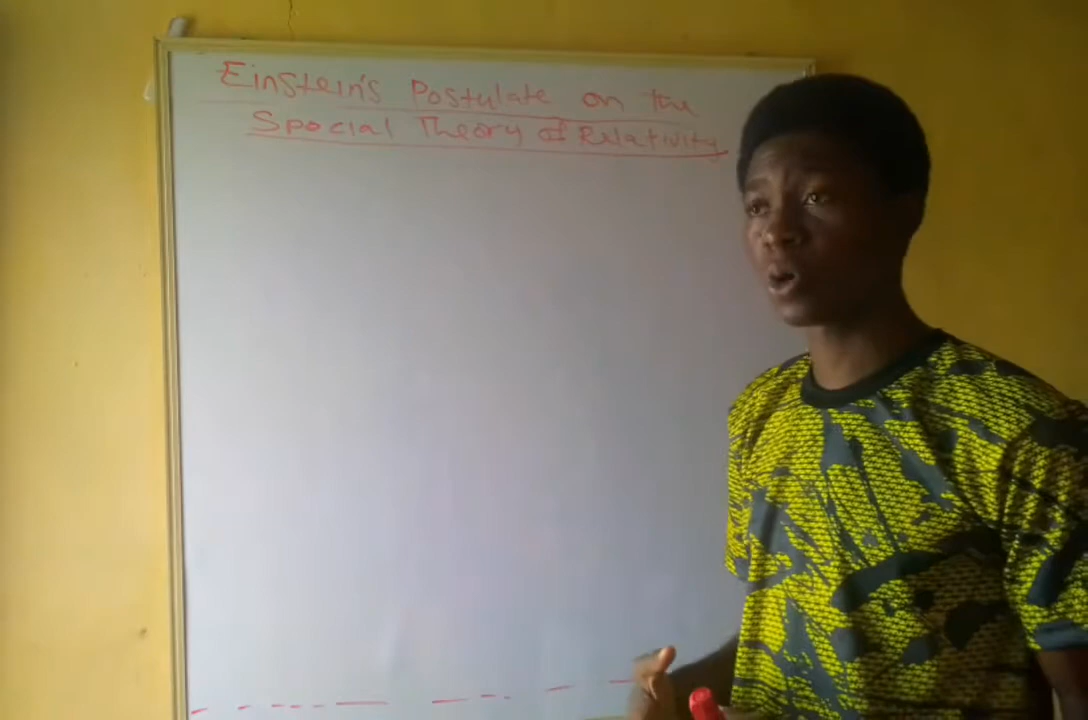 Einstein's Postulate on the
Special Theory of Relativity